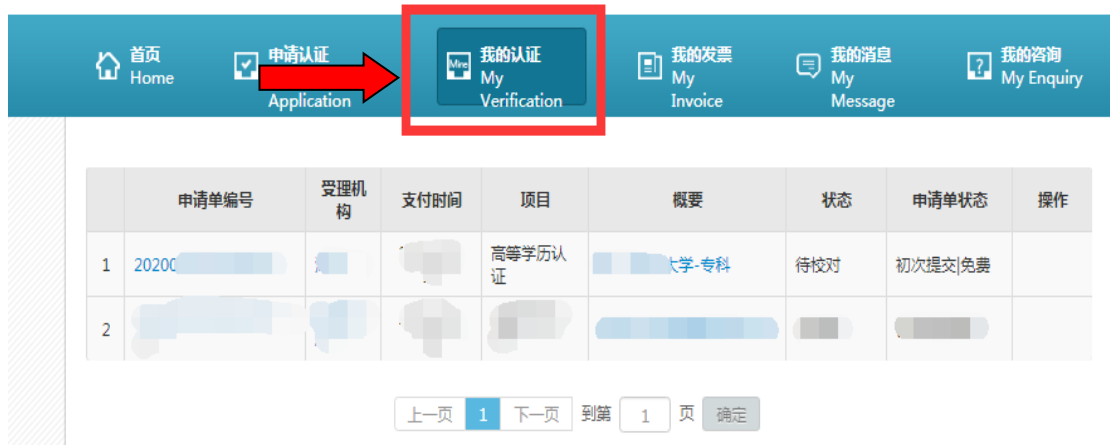 首页
Home
申请认证
Application
Mine
我的认证
My
Verification
我的发票
My
Invoice
我的消息
My
Message
我的咨询
My Enquiry
申请单编号
受理机
构
支付时间
项目
概要
状态
申请单状态
操作
1
2020
高等学历认
证
大学-专科
待校对
初次提交|免费
2
上一页 1 下一页 到第 1 页 确定